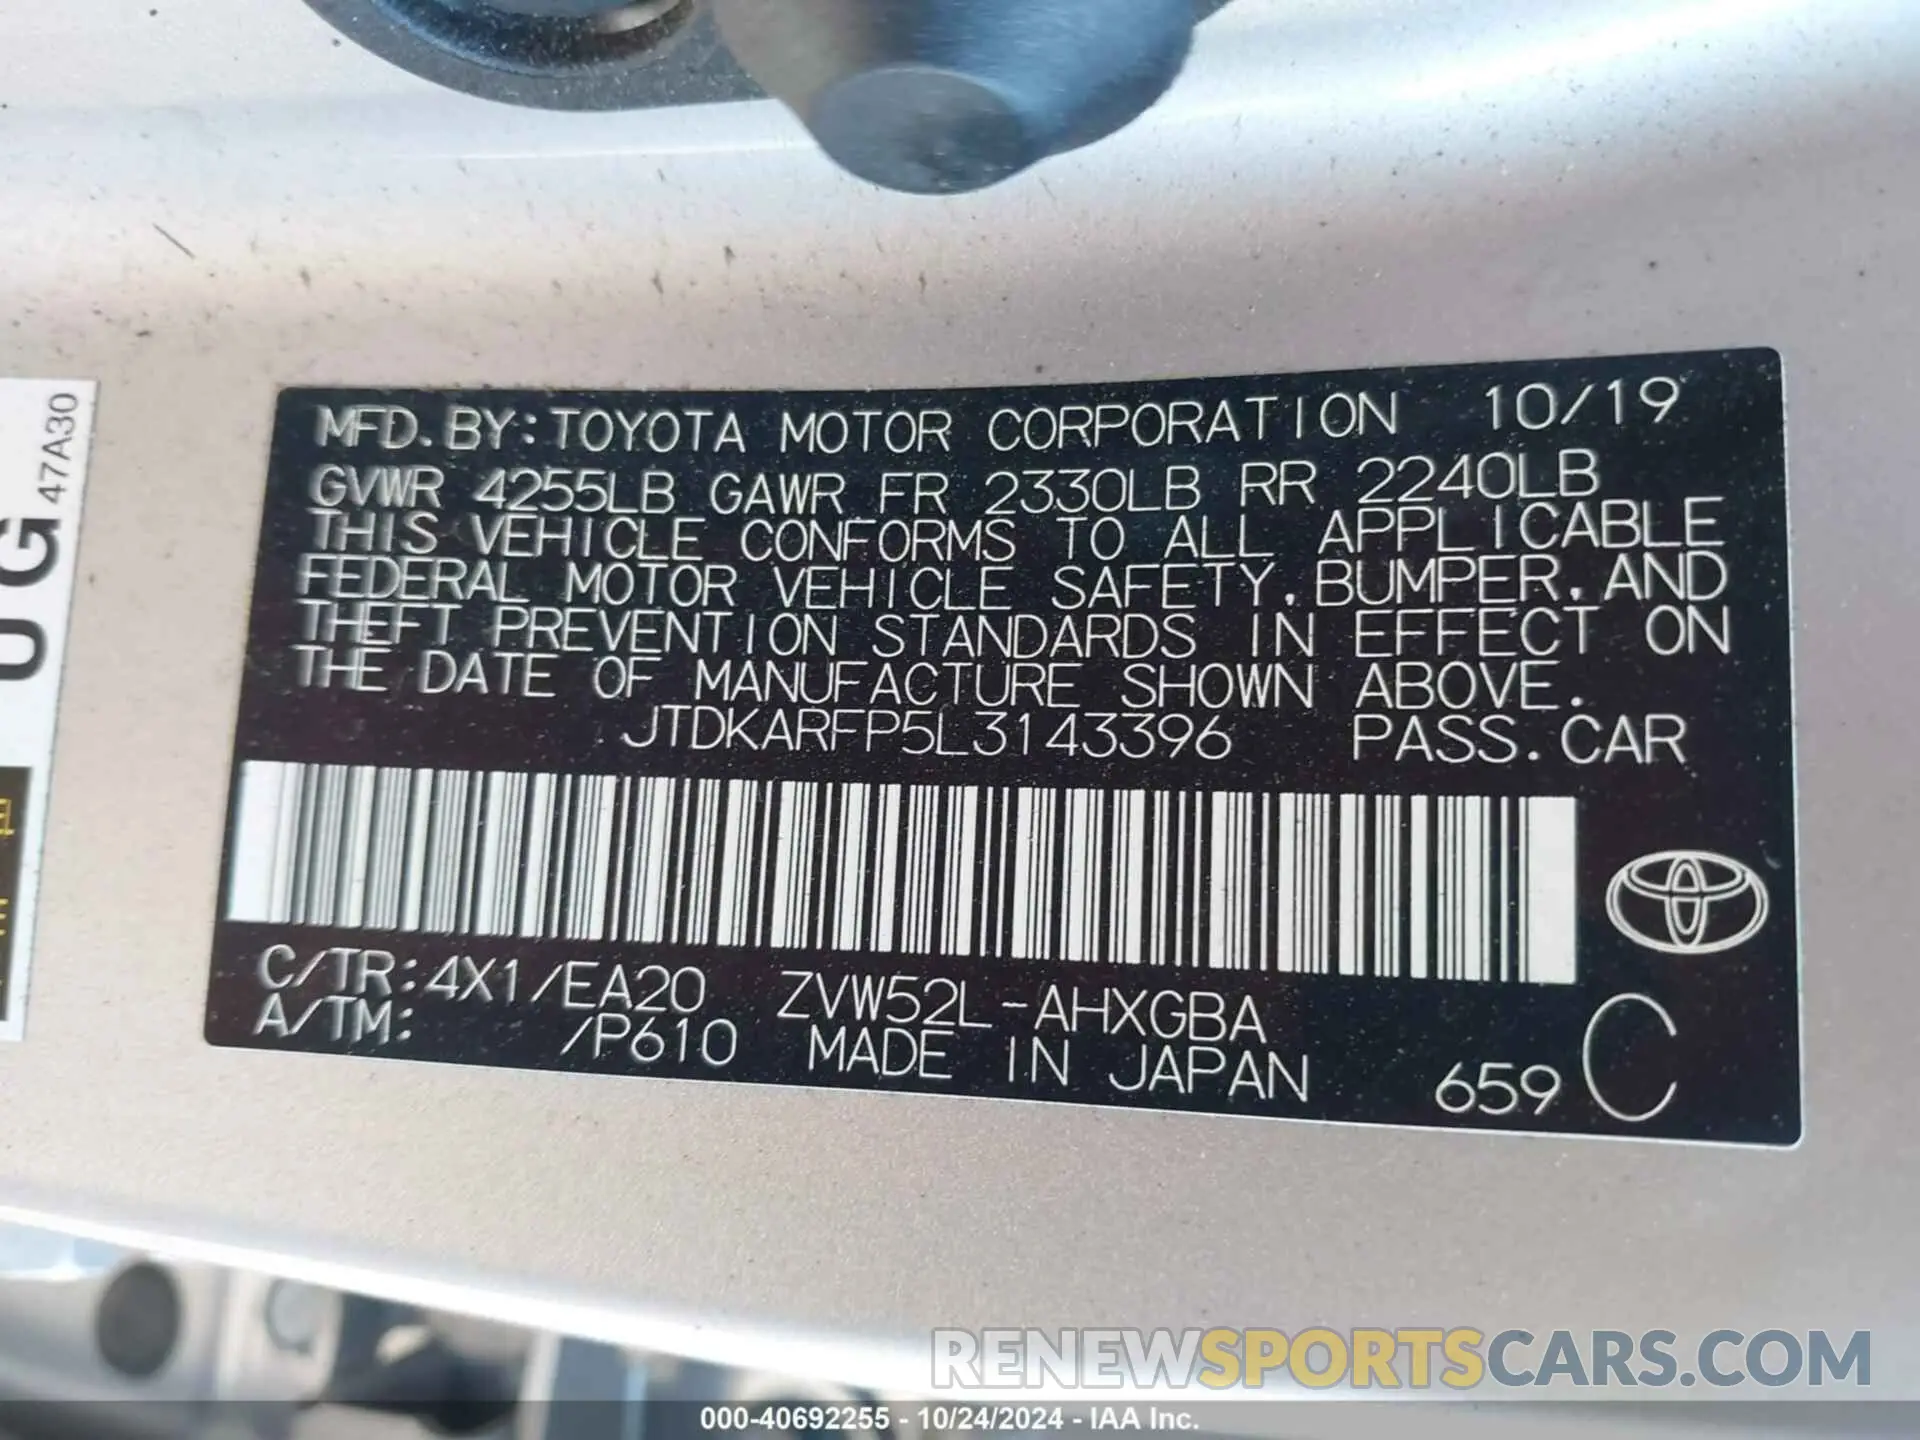 MFD. BY: TOYOTA MOTOR CORPORATION 10/19
GVWR 4255LB GAWR FR 2330LB RR 2240LB
THIS VEHICLE CONFORMS TO ALL APPLICABLE
FEDERAL MOTOR VEHICLE SAFETY, BUMPER, AND
THEFT PREVENTION STANDARDS IN EFFECT ON
THE DATE OF MANUFACTURE SHOWN ABOVE.
JTDKARFP5L3143396 PASS. CAR
C/TR: 4X1/EA20 ZVW52L-AHXGBA
A/TM: /P610 MADE IN JAPAN 659 C
47A30
UG
RENEWSPORTSCARS.COM
000-40692255 - 10/24/2024 - IAA Inc.